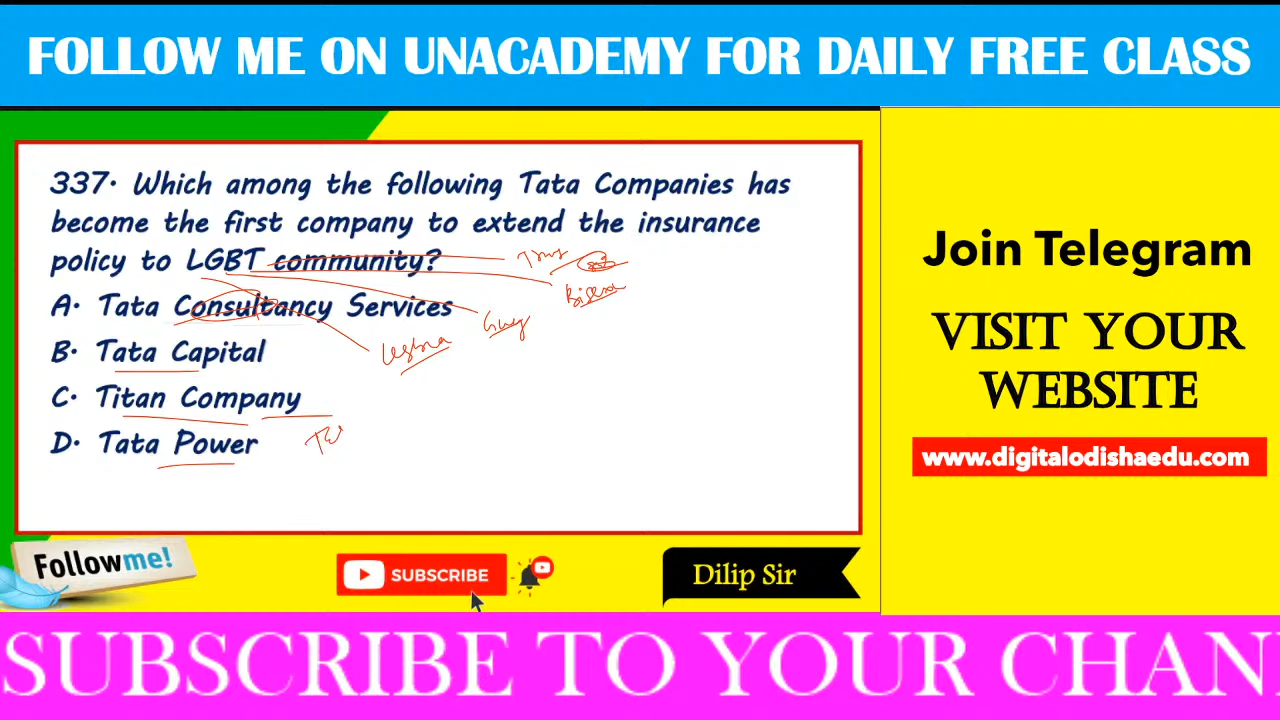 FOLLOW ME ON UNACADEMY FOR DAILY FREE CLASS
337. Which among the following Tata Companies has
become the first company to extend the insurance
policy to LGBT community?
A. Tata Consultancy Services
B. Tata Capital
C. Titan Company
D. Tata Power
Join Telegram
VISIT YOUR
WEBSITE
www.digitalodishaedu.com
Follow me!
SUBSCRIBE
Dilip Sir
SUBSCRIBE TO YOUR CHAN